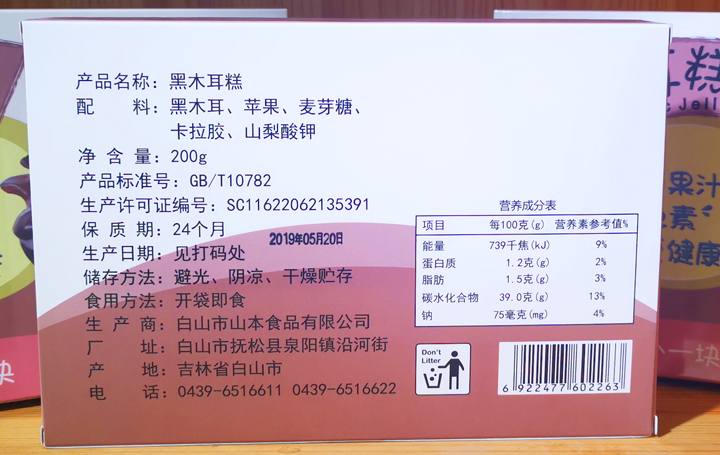 产品名称：黑木耳糕
配　　料：黑木耳、苹果、麦芽糖、
卡拉胶、山梨酸钾
净 含 量：200g
产品标准号：GB/T10782
生产许可证编号：SC11622062135391
保 质 期：24个月
2019年05月20日
生产日期：见打码处
储存方法：避光、阴凉、干燥贮存
食用方法：开袋即食
生 产 商：白山市山本食品有限公司
厂　　址：白山市抚松县泉阳镇沿河街
产　　地：吉林省白山市
电　　话：0439-6516611 0439-6516622
营养成分表
项目 每100克(g) 营养素参考值%
能量 739千焦(kJ) 9%
蛋白质 1.2克(g) 2%
脂肪 1.5克(g) 3%
碳水化合物 39.0克(g) 13%
钠 75毫克(mg) 4%
Don't
Litter
6 922477 602263
糕
Jell
果汁
素
健康
一块
块